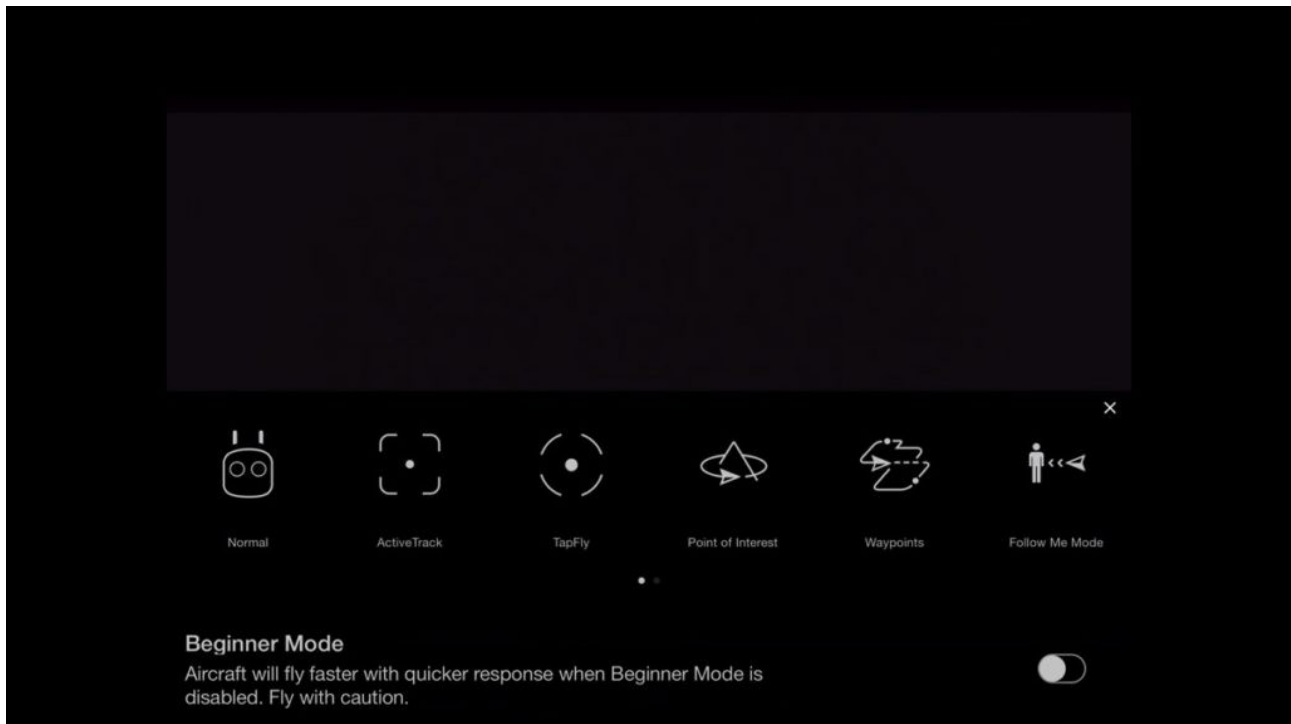 Normal
ActiveTrack
TapFly
Point of Interest
Waypoints
Follow Me Mode
Beginner Mode
Aircraft will fly faster with quicker response when Beginner Mode is
disabled. Fly with caution.